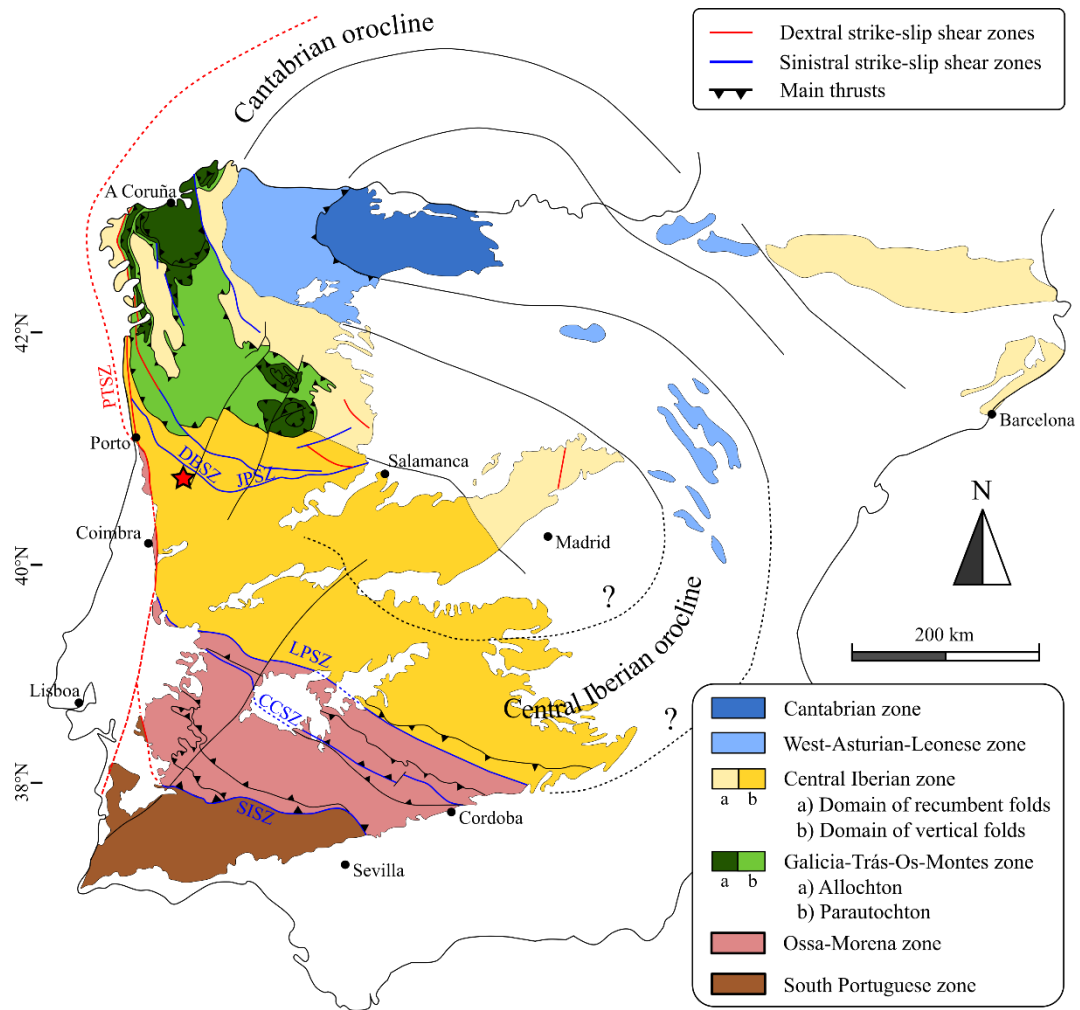 Cantabrian orocline
Dextral strike-slip shear zones
Sinistral strike-slip shear zones
Main thrusts
A Coruña
42°N
PTSZ
Porto
DBSZ
JPSZ
Salamanca
Barcelona
N
Coimbra
Madrid
40°N
?
Central Iberian orocline
200 km
LPSZ
Lisboa
CCSZ
?
38°N
SISZ
Cordoba
Sevilla
Cantabrian zone
West-Asturian-Leonese zone
Central Iberian zone
a b
a) Domain of recumbent folds
b) Domain of vertical folds
Galicia-Trás-Os-Montes zone
a b
a) Allochton
b) Parautochton
Ossa-Morena zone
South Portuguese zone